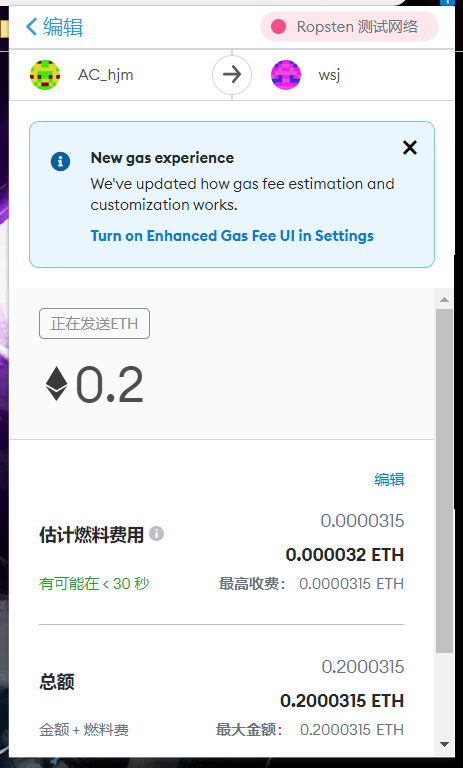 编辑
Ropsten 测试网络
AC_hjm
wsj
New gas experience
We've updated how gas fee estimation and
customization works.
Turn on Enhanced Gas Fee UI in Settings
正在发送ETH
0.2
编辑
估计燃料费用
0.0000315
0.000032 ETH
有可能在 < 30 秒
最高收费： 0.0000315 ETH
总额
0.2000315
0.2000315 ETH
金额 + 燃料费
最大金额： 0.2000315 ETH